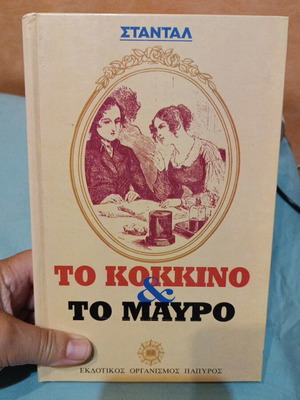 ΣΤΑΝΤΑΛ
ΤΟ ΚΟΚΚΙΝΟ
&
ΤΟ ΜΑΥΡΟ
ΕΚΔΟΤΙΚΟΣ ΟΡΓΑΝΙΣΜΟΣ ΠΑΠΥΡΟΣ